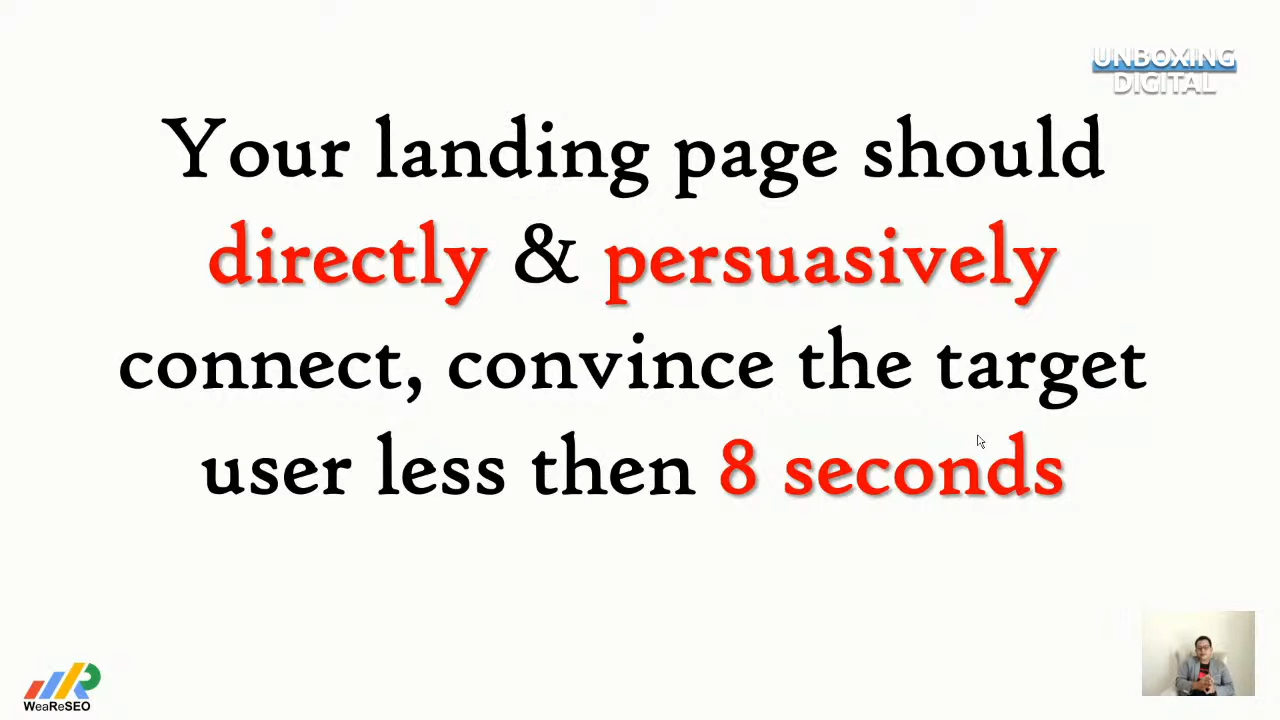 UNBOXING
DIGITAL
Your landing page should
directly & persuasively
connect, convince the target
user less then 8 seconds
WeaReSEO